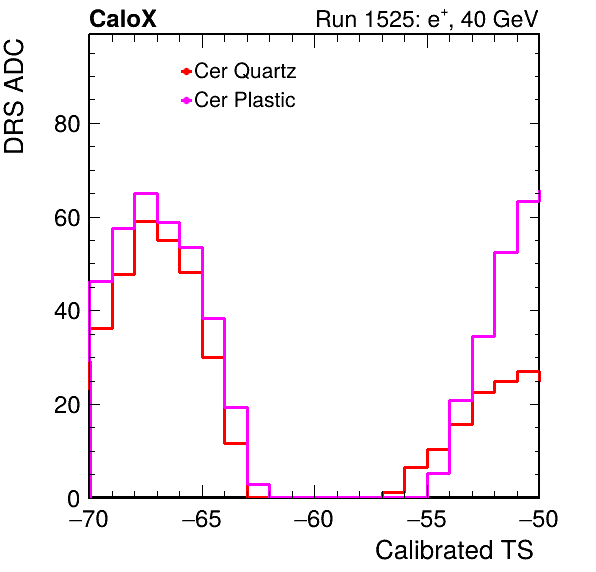 CaloX
Run 1525: e+, 40 GeV
DRS ADC
Cer Quartz
Cer Plastic
80
60
40
20
0
−70
−65
−60
−55
−50
Calibrated TS